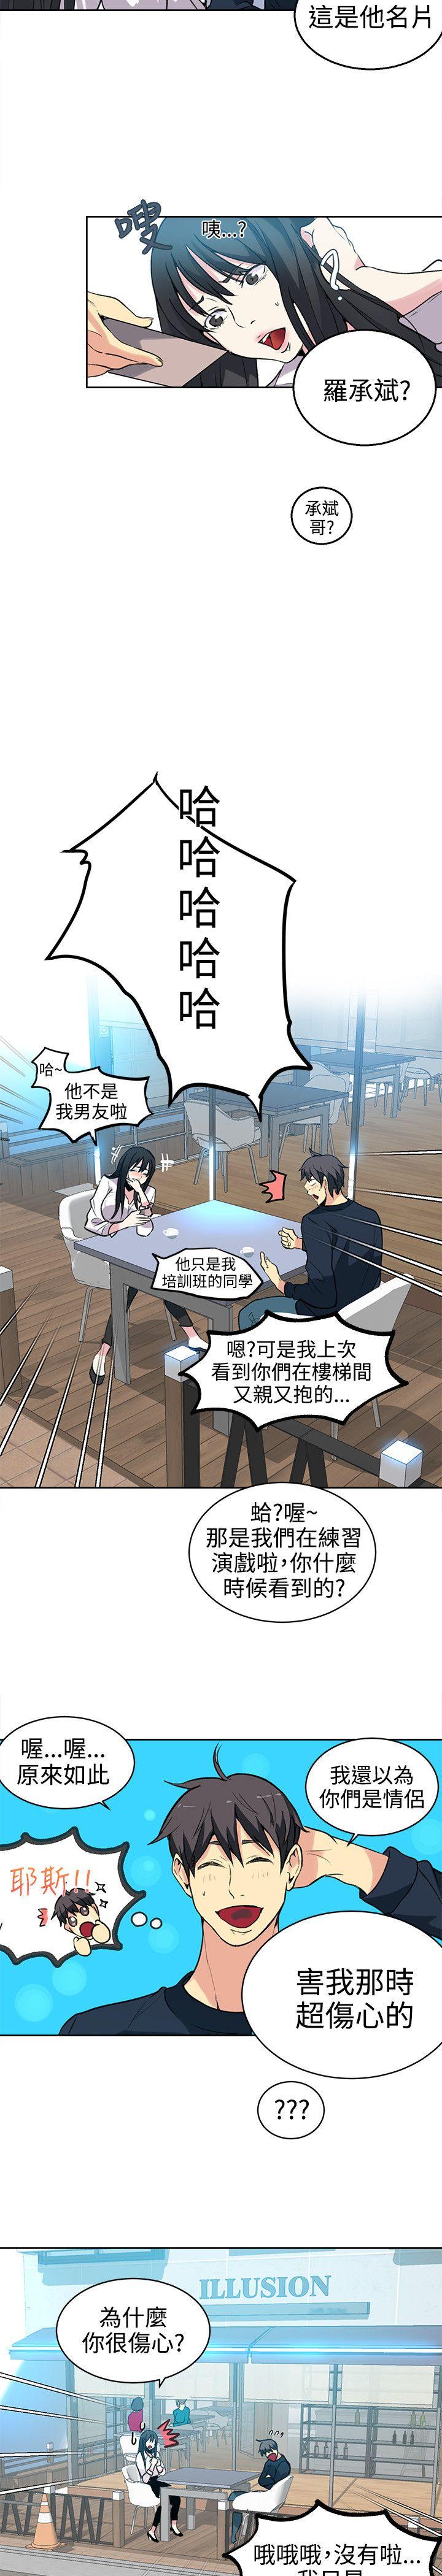 這是他名片
嗖
咦...?
羅承斌?
承斌
哥?
哈
哈
哈
哈
哈
哈~
他不是
我男友啦
他只是我
培訓班的同學
嗯?可是我上次
看到你們在樓梯間
又親又抱的...
蛤?喔~
那是我們在練習
演戲啦,你什麼
時候看到的?
喔...喔...
原來如此
我還以為
你們是情侶
耶斯!!
害我那時
超傷心的
???
ILLUSION
為什麼
你很傷心?
哦哦哦,沒有啦...
我只是